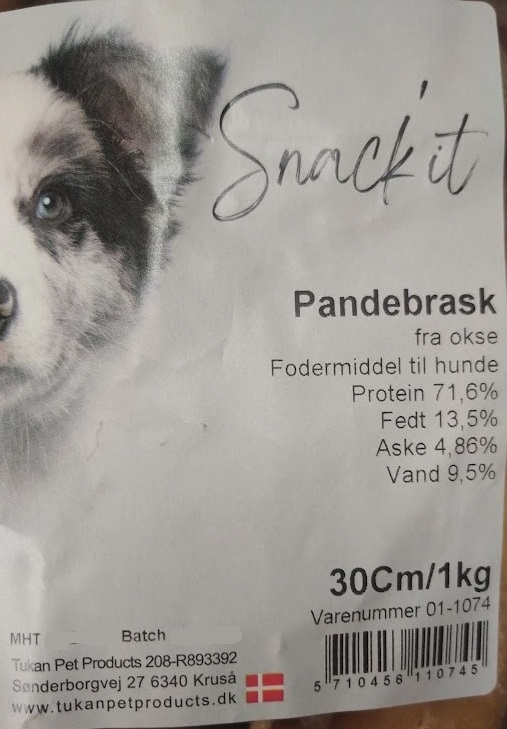 Snack'it
Pandebrask
fra okse
Fodermiddel til hunde
Protein 71,6%
Fedt 13,5%
Aske 4,86%
Vand 9,5%
30Cm/1kg
Varenummer 01-1074
5 710456 110745
MHT Batch
Tukan Pet Products 208-R893392
Sønderborgvej 27 6340 Kruså
www.tukanpetproducts.dk